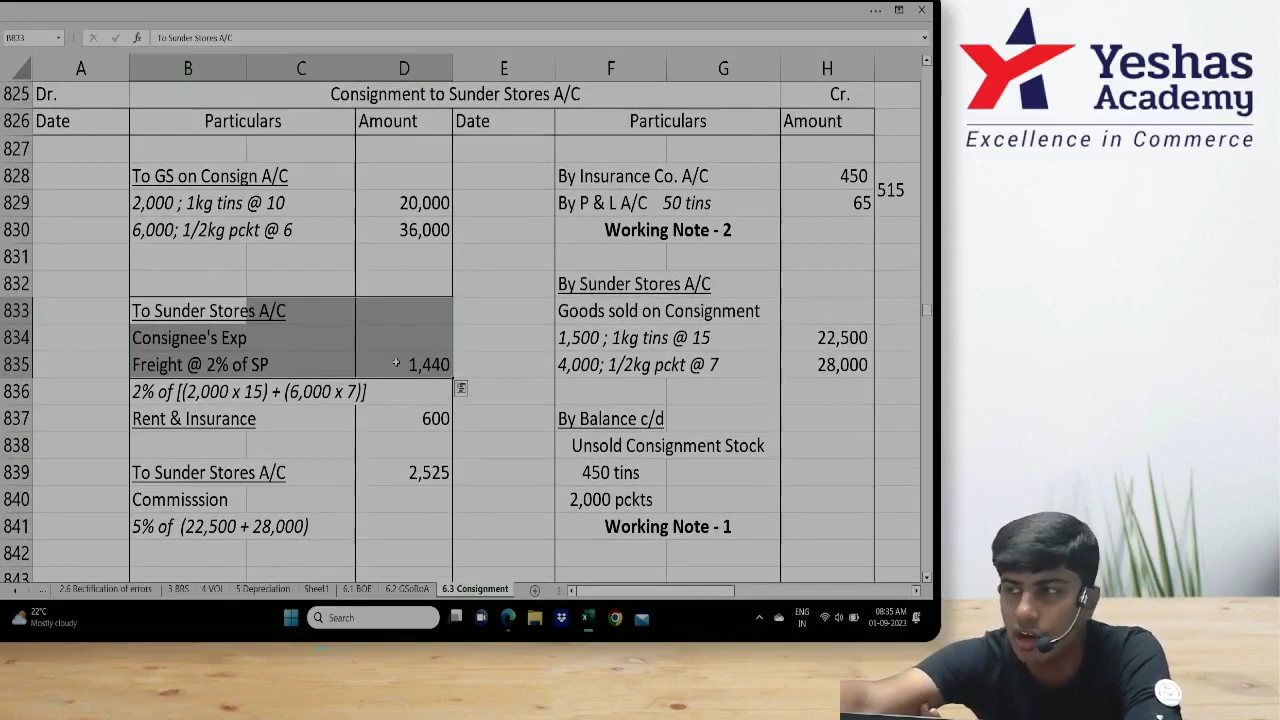 B833
fx
To Sunder Stores A/C
A B C D E F G H
825 Dr. Consignment to Sunder Stores A/C Cr.
826 Date Particulars Amount Date Particulars Amount
827
828 To GS on Consign A/C By Insurance Co. A/C 450
515
829 2,000 ; 1kg tins @ 10 20,000 By P & L A/C 50 tins 65
830 6,000; 1/2kg pckt @ 6 36,000 Working Note - 2
831
832 By Sunder Stores A/C
833 To Sunder Stores A/C Goods sold on Consignment
834 Consignee's Exp 1,500 ; 1kg tins @ 15 22,500
835 Freight @ 2% of SP 1,440 4,000; 1/2kg pckt @ 7 28,000
836 2% of [(2,000 x 15) + (6,000 x 7)]
837 Rent & Insurance 600 By Balance c/d
838 Unsold Consignment Stock
839 To Sunder Stores A/C 2,525 450 tins
840 Commisssion 2,000 pckts
841 5% of (22,500 + 28,000) Working Note - 1
842
843
... 2.6 Rectification of errors 3 BRS 4 VOI 5 Depreciation Sheet1 6.1 BOE 6.2 GSoRoA 6.3 Consignment
22°C
Mostly cloudy
Search
ENG
IN
08:35 AM
01-09-2023
Yeshas
Academy
Excellence in Commerce